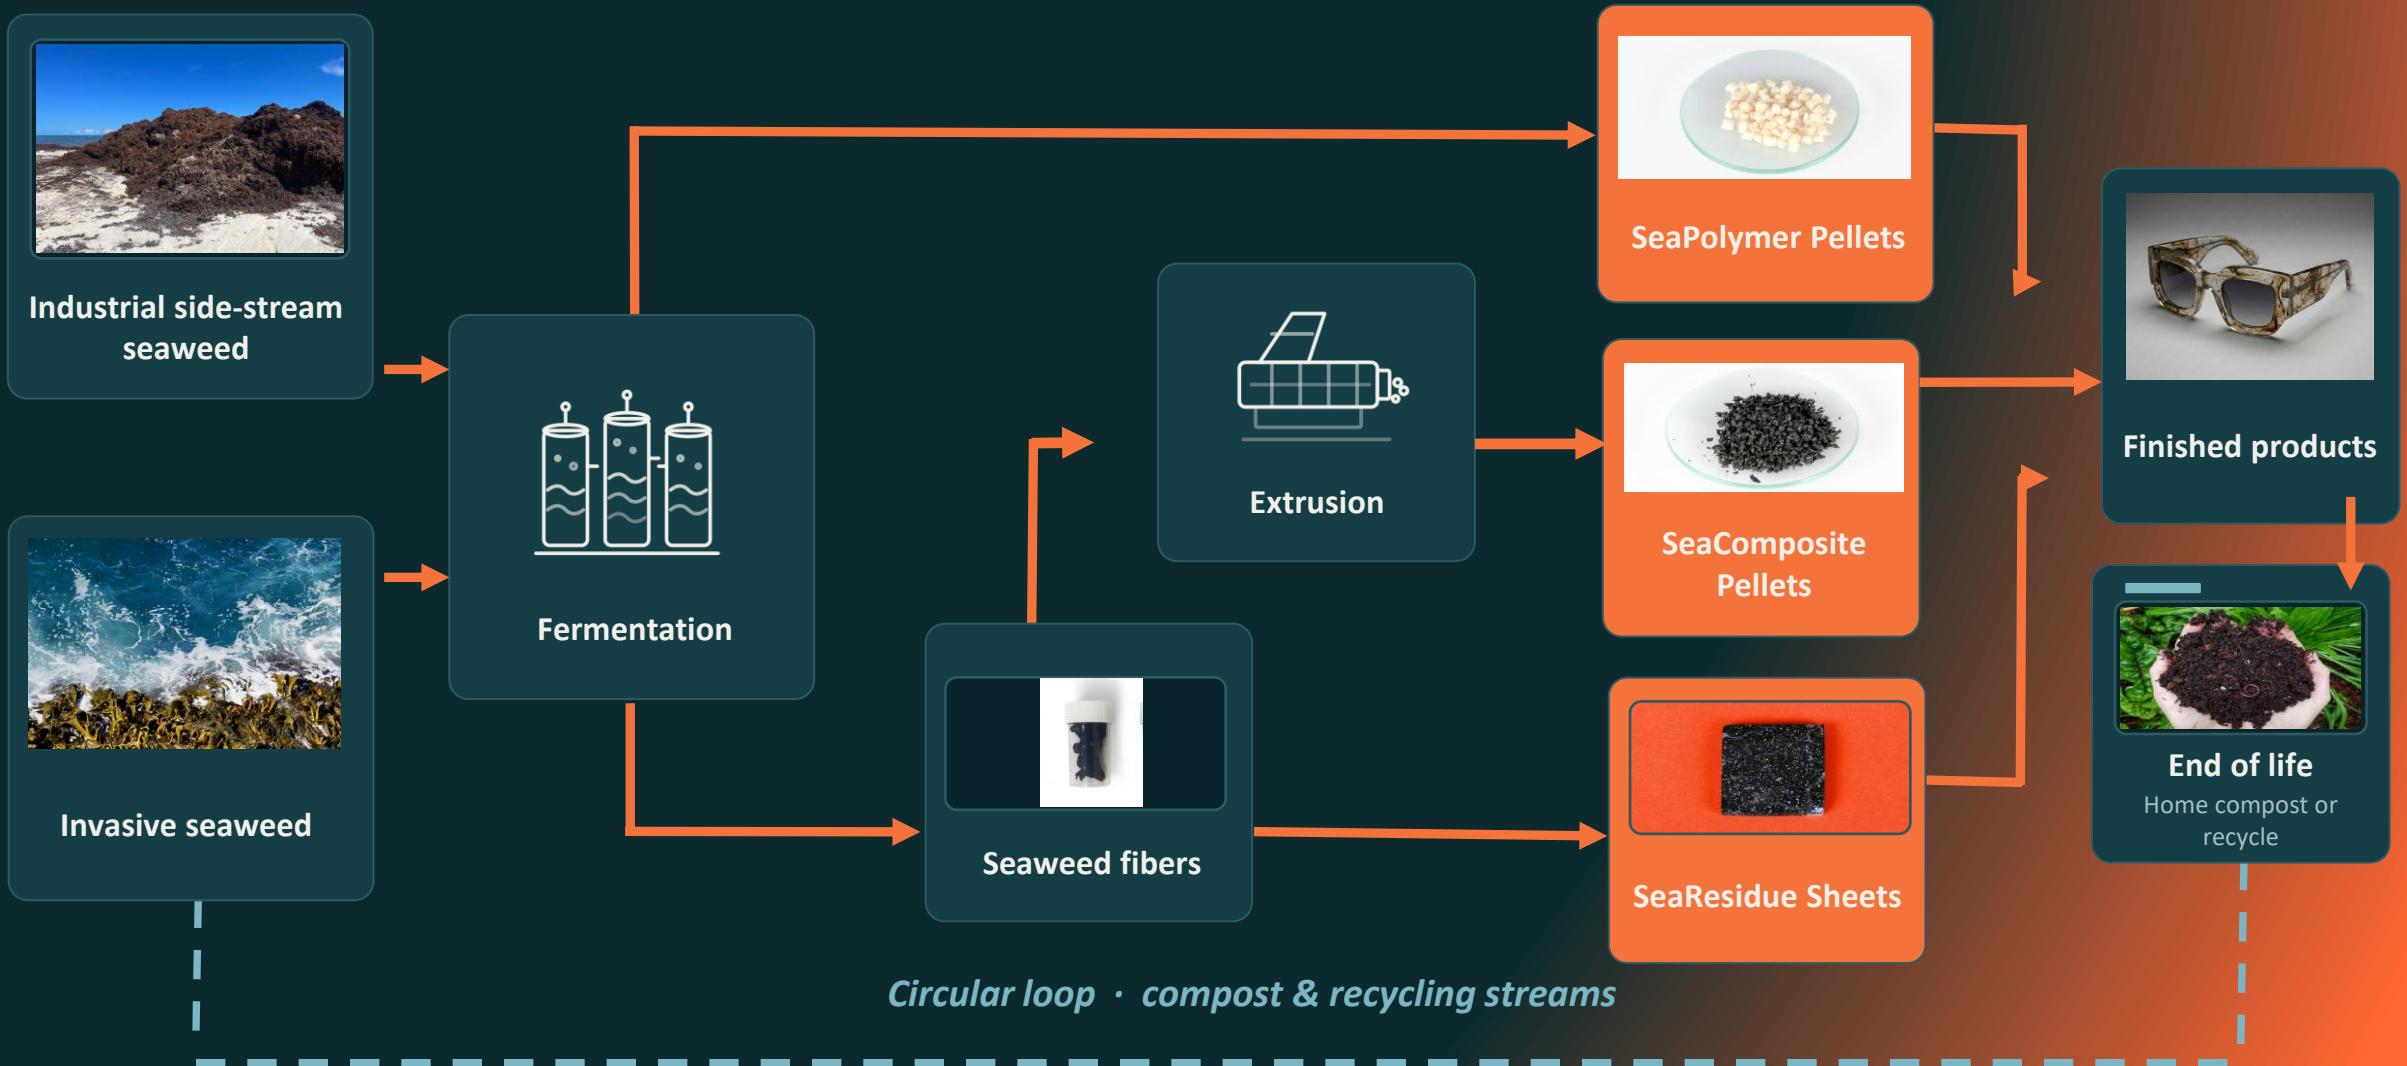 Industrial side-stream
seaweed
Invasive seaweed
Fermentation
Seaweed fibers
Extrusion
SeaPolymer Pellets
SeaComposite
Pellets
SeaResidue Sheets
Finished products
End of life
Home compost or
recycle
Circular loop · compost & recycling streams